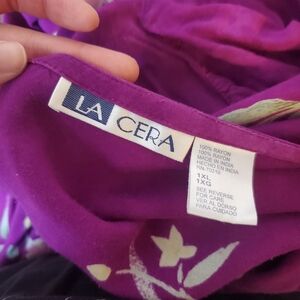 LA CERA
100% RAYON
100% RAYON
MADE IN INDIA
HECHO EN INDIA
1XL
1XG
SEE REVERSE
FOR CARE
VER AL DORSO
PARA CUIDADO